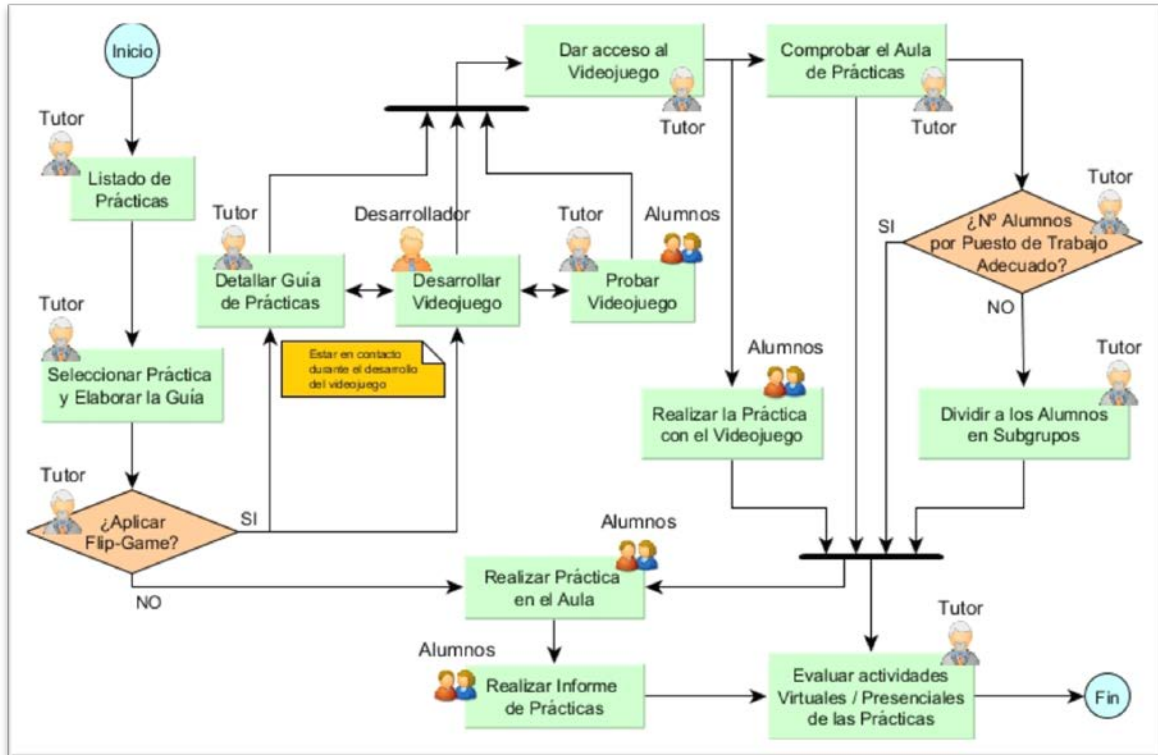 Inicio
Tutor
Listado de
Prácticas
Tutor
Seleccionar Práctica
y Elaborar la Guía
Tutor
¿Aplicar
Flip-Game?
SI
NO
Tutor
Detallar Guía
de Prácticas
Desarrollador
Desarrollar
Videojuego
Tutor
Alumnos
Probar
Videojuego
Estar en contacto
durante el desarrollo
del videojuego
Dar acceso al
Videojuego
Tutor
Comprobar el Aula
de Prácticas
Tutor
Tutor
¿Nº Alumnos
por Puesto de Trabajo
Adecuado?
SI
NO
Alumnos
Realizar la Práctica
con el Videojuego
Tutor
Dividir a los Alumnos
en Subgrupos
Alumnos
Realizar Práctica
en el Aula
Alumnos
Realizar Informe
de Prácticas
Tutor
Evaluar actividades
Virtuales / Presenciales
de las Prácticas
Fin